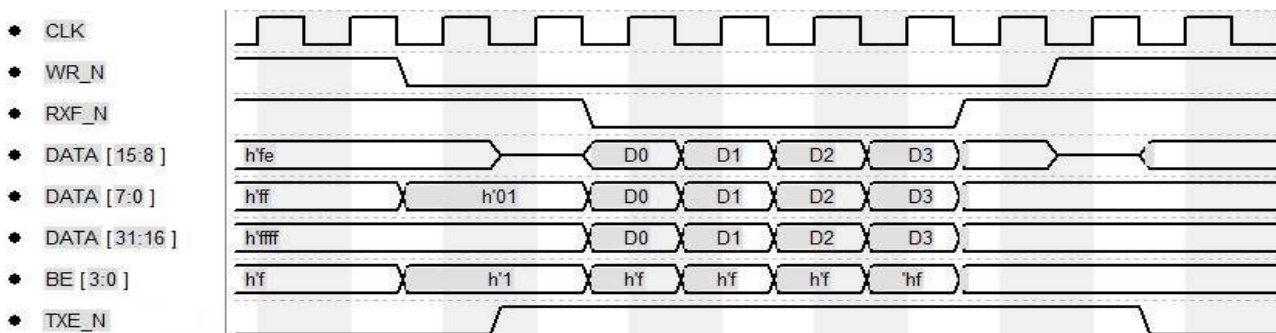 CLK
WR_N
RXF_N
DATA [15:8] h'fe D0 D1 D2 D3
DATA [7:0] h'ff h'01 D0 D1 D2 D3
DATA [31:16] h'ffff D0 D1 D2 D3
BE [3:0] h'f h'1 h'f h'f h'f 'hf
TXE_N